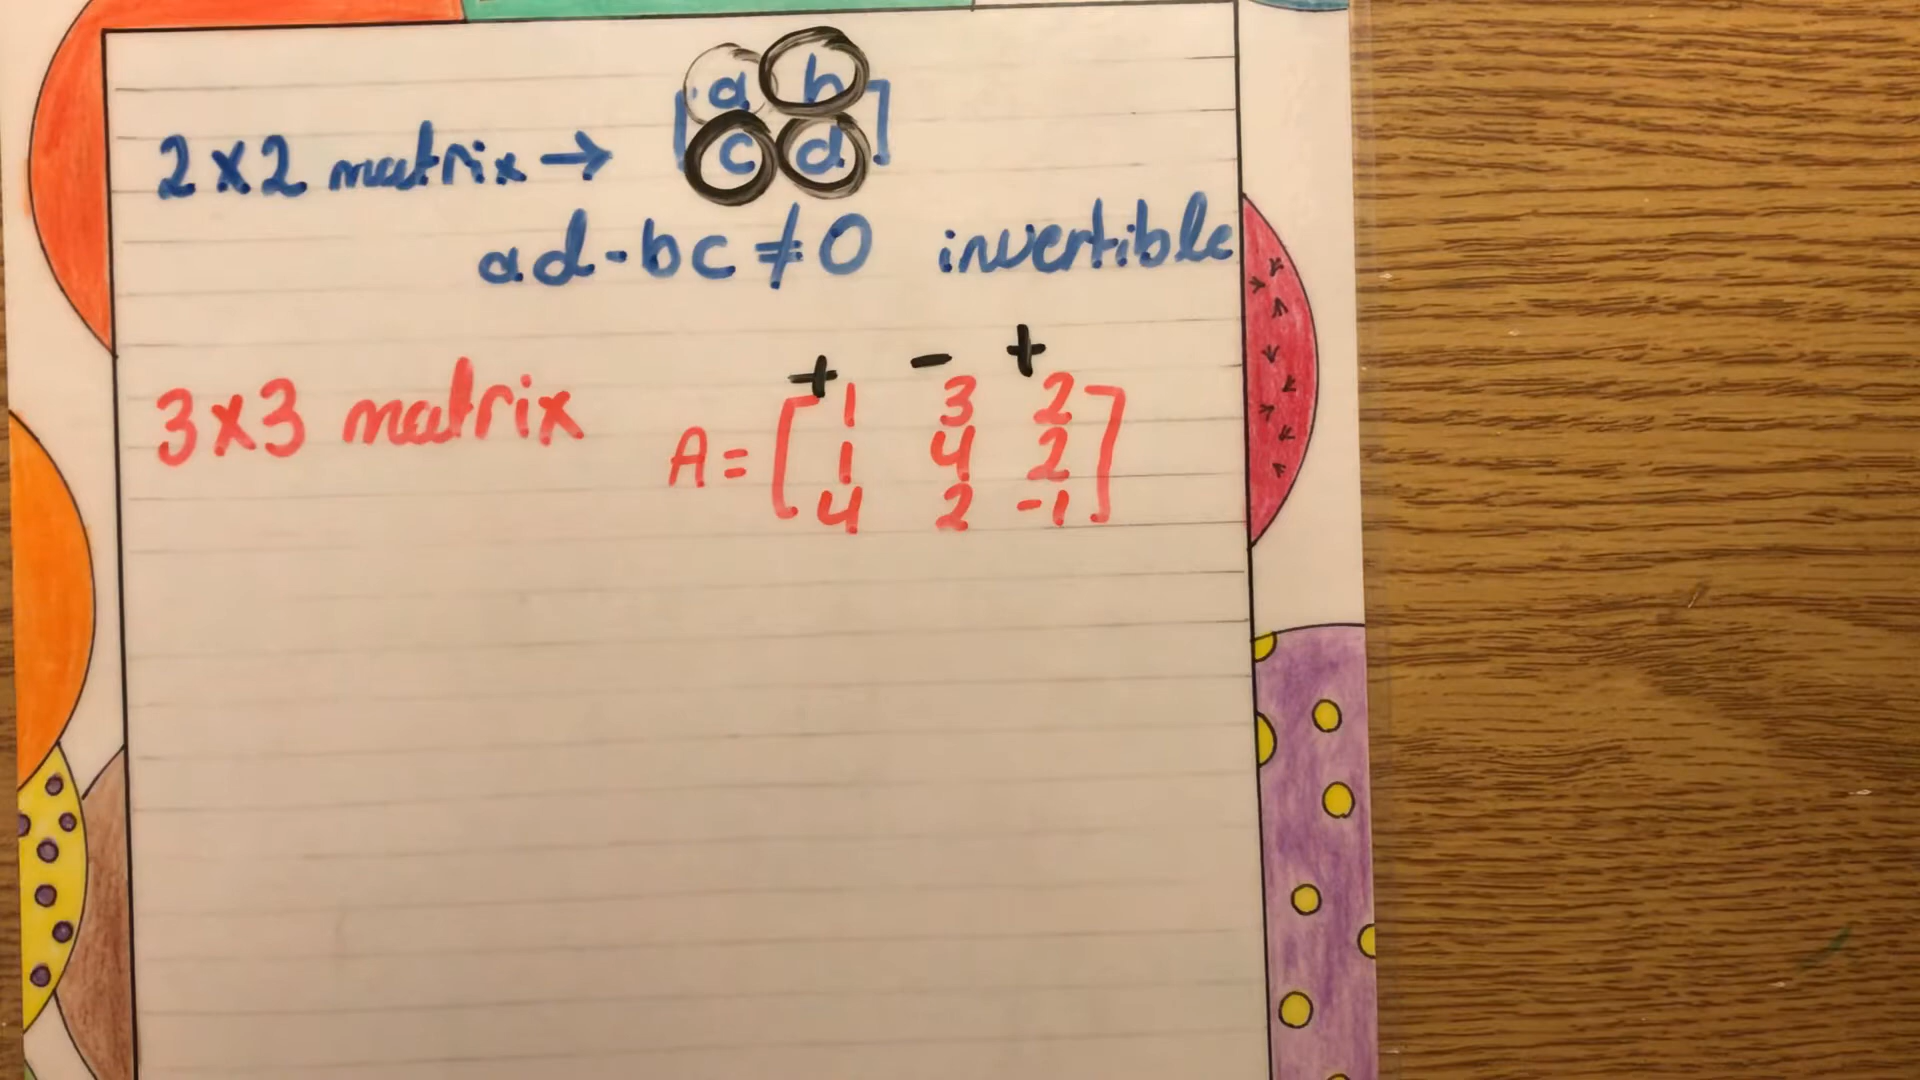 [a b]
2x2 matrix → [c d]
ad-bc≠0 invertible
+ - +
3x3 matrix A = [1 3 2
1 4 2
4 2 -1]